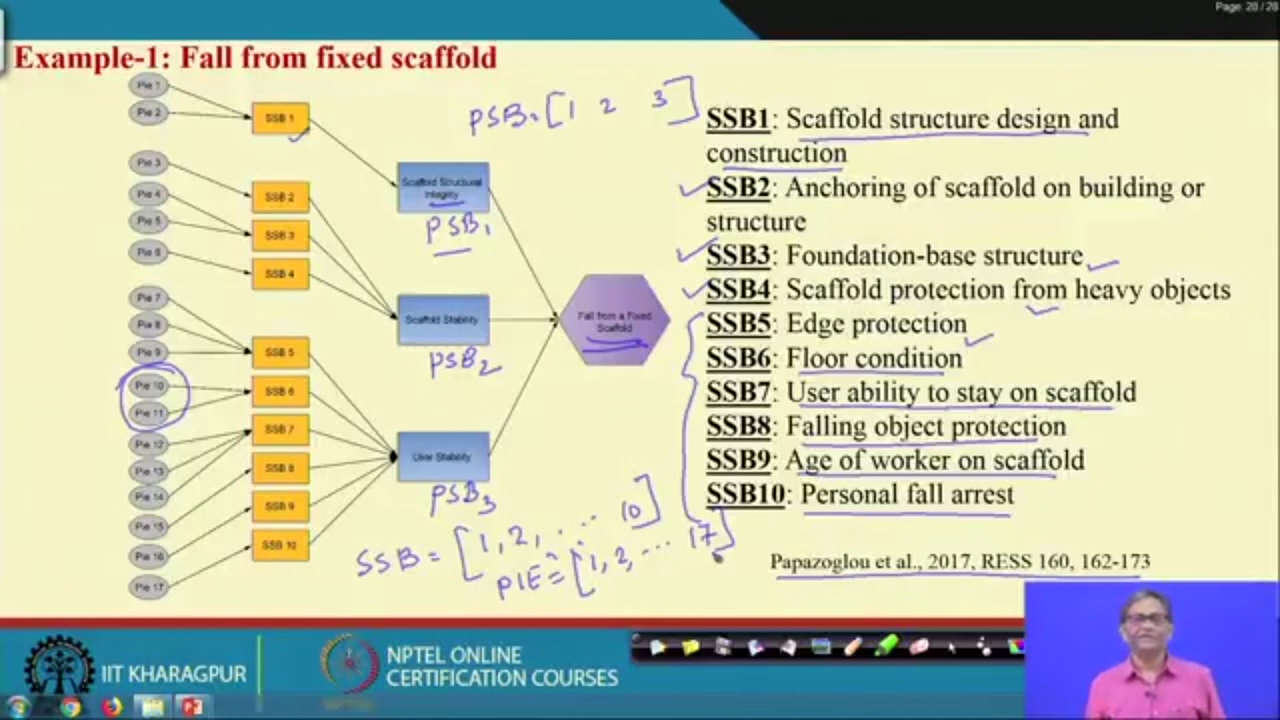 Page: 28 / 28
Example-1: Fall from fixed scaffold
Pie 1
Pie 2
Pie 3
Pie 4
Pie 5
Pie 6
Pie 7
Pie 8
Pie 9
Pie 10
Pie 11
Pie 12
Pie 13
Pie 14
Pie 15
Pie 16
Pie 17
SSB 1
SSB 2
SSB 3
SSB 4
SSB 5
SSB 6
SSB 7
SSB 8
SSB 9
SSB 10
Scaffold Structural
Integrity
PSB1
Scaffold Stability
PSB2
User Stability
PSB3
Fall from a Fixed
Scaffold
PSB = [1 2 3]
SSB = [1, 2, ... 10]
PIE = [1, 2, ... 17]
SSB1: Scaffold structure design and
construction
SSB2: Anchoring of scaffold on building or
structure
SSB3: Foundation-base structure
SSB4: Scaffold protection from heavy objects
SSB5: Edge protection
SSB6: Floor condition
SSB7: User ability to stay on scaffold
SSB8: Falling object protection
SSB9: Age of worker on scaffold
SSB10: Personal fall arrest
Papazoglou et al., 2017, RESS 160, 162-173
IIT KHARAGPUR
NPTEL ONLINE
CERTIFICATION COURSES